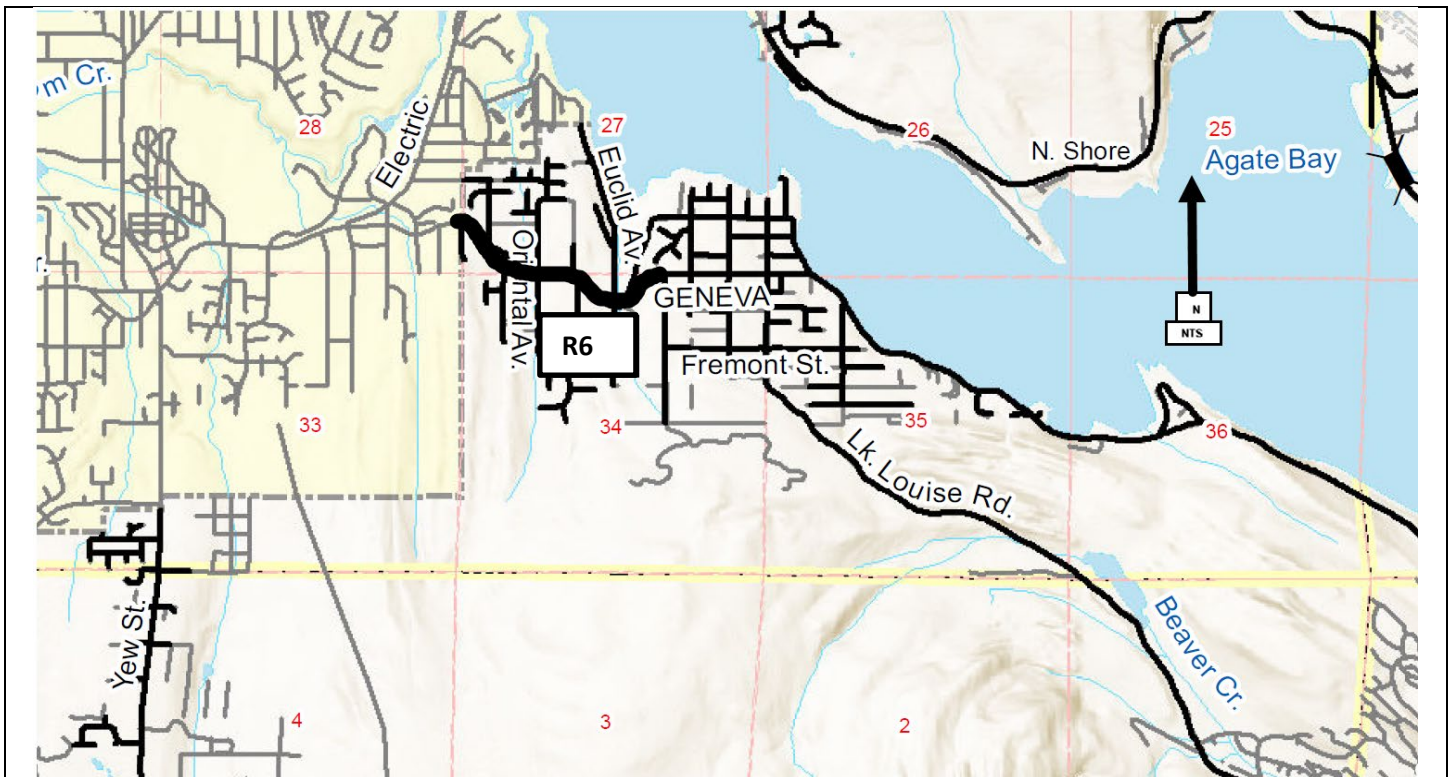 m Cr.
28
Electric
27
Euclid Av.
26
N. Shore
25
Agate Bay
r.
Oriental Av.
GENEVA
N
NTS
R6
Fremont St.
33
34
35
36
Lk. Louise Rd.
Yew St.
Beaver Cr.
4
3
2